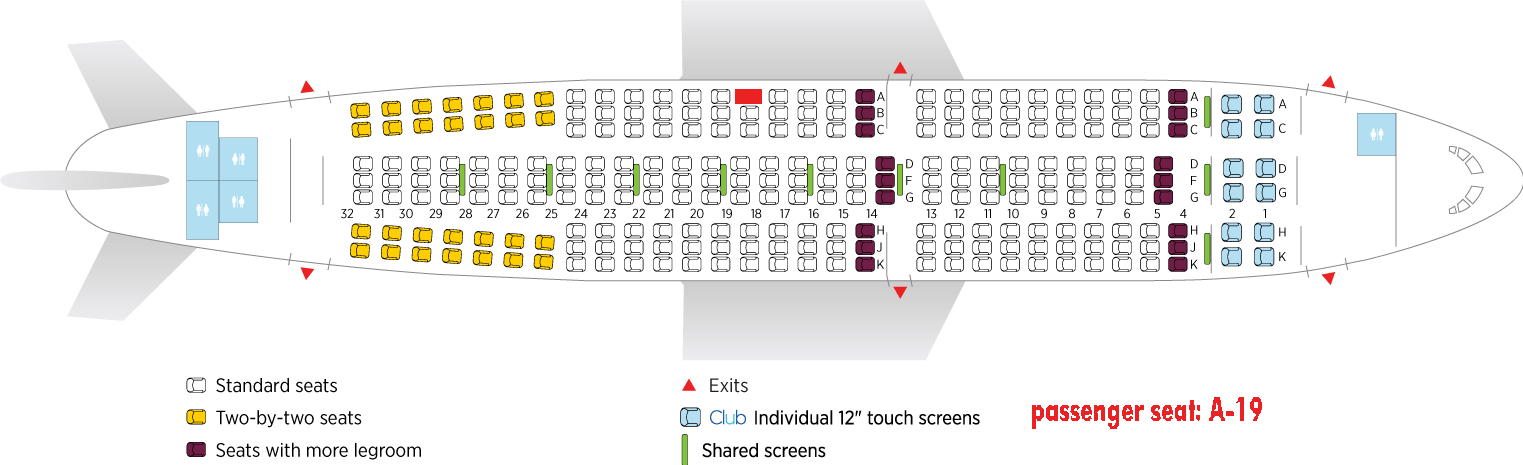 A
B
C
A
B
C
A
C
D
F
G
D
F
G
D
G
32 31 30 29 28 27 26 25 24 23 22 21 20 19 18 17 16 15 14 13 12 11 10 9 8 7 6 5 4 2 1
H
J
K
H
J
K
H
K
Standard seats
Two-by-two seats
Seats with more legroom
Exits
Club Individual 12" touch screens
Shared screens
passenger seat: A-19